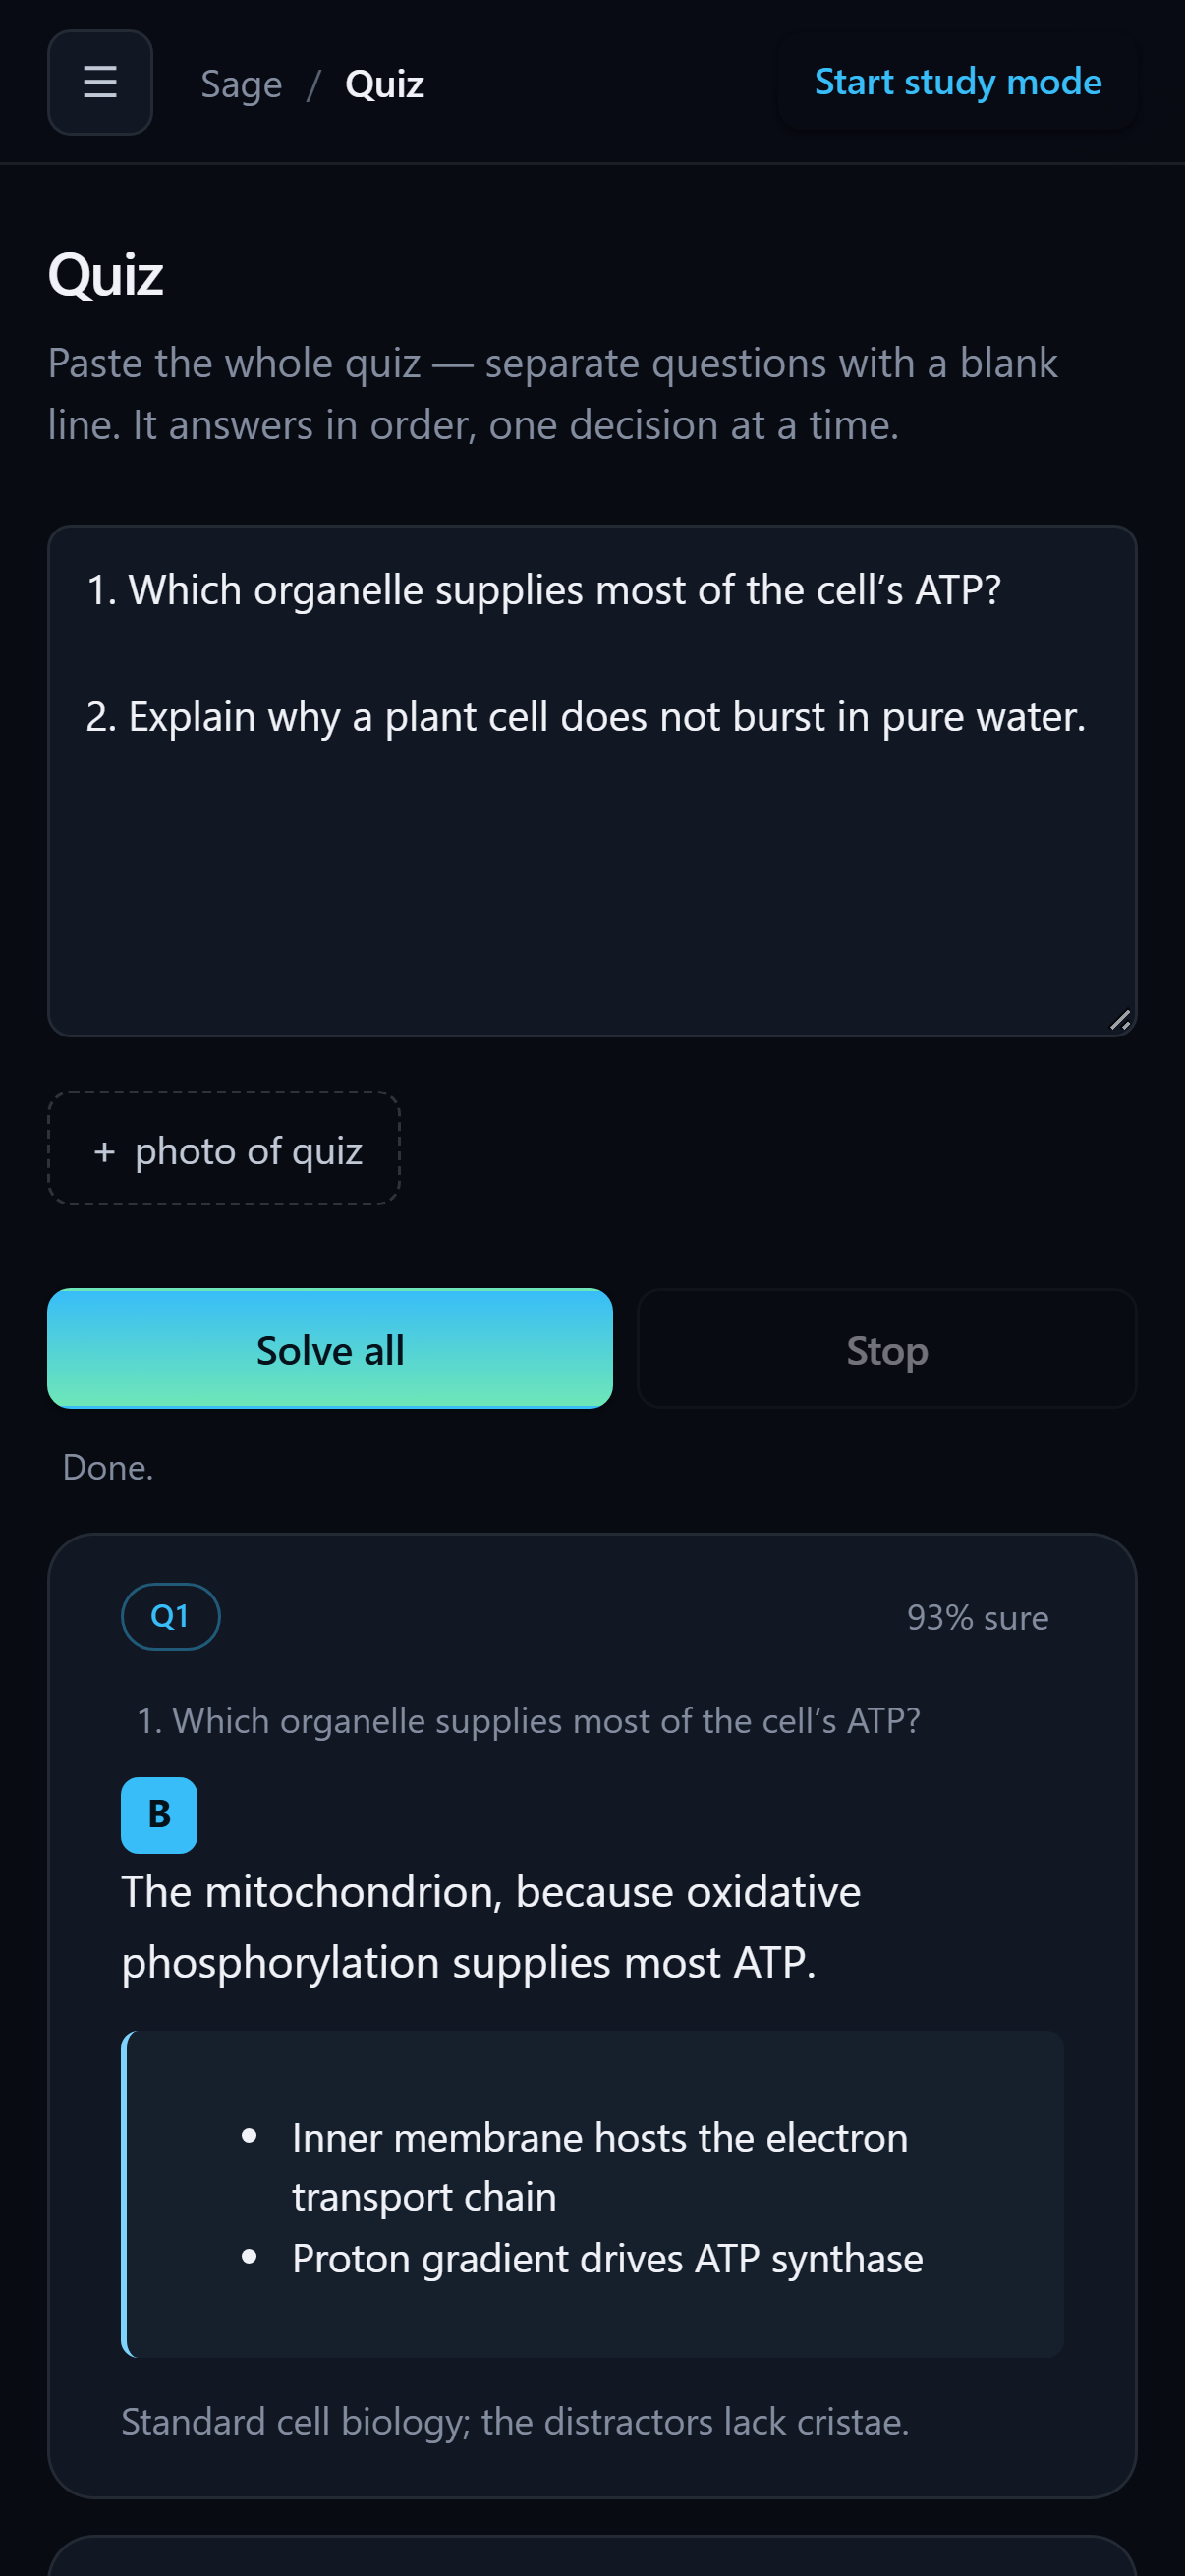 ☰ Sage / Quiz Start study mode
Quiz
Paste the whole quiz — separate questions with a blank
line. It answers in order, one decision at a time.
1. Which organelle supplies most of the cell’s ATP?
2. Explain why a plant cell does not burst in pure water.
+ photo of quiz
Solve all Stop
Done.
Q1 93% sure
1. Which organelle supplies most of the cell’s ATP?
B
The mitochondrion, because oxidative
phosphorylation supplies most ATP.
• Inner membrane hosts the electron
transport chain
• Proton gradient drives ATP synthase
Standard cell biology; the distractors lack cristae.